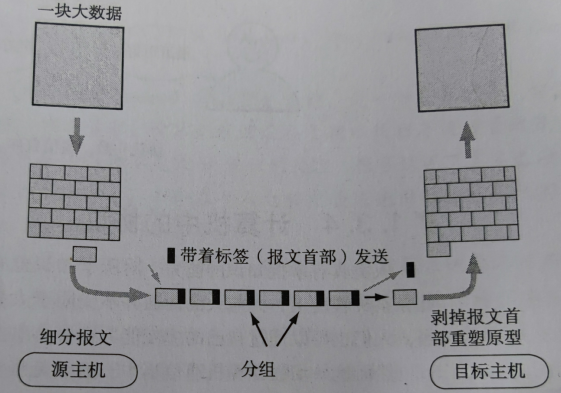 一块大数据
带着标签（报文首部）发送
细分报文
源主机
分组
剥掉报文首
部重塑原型
目标主机